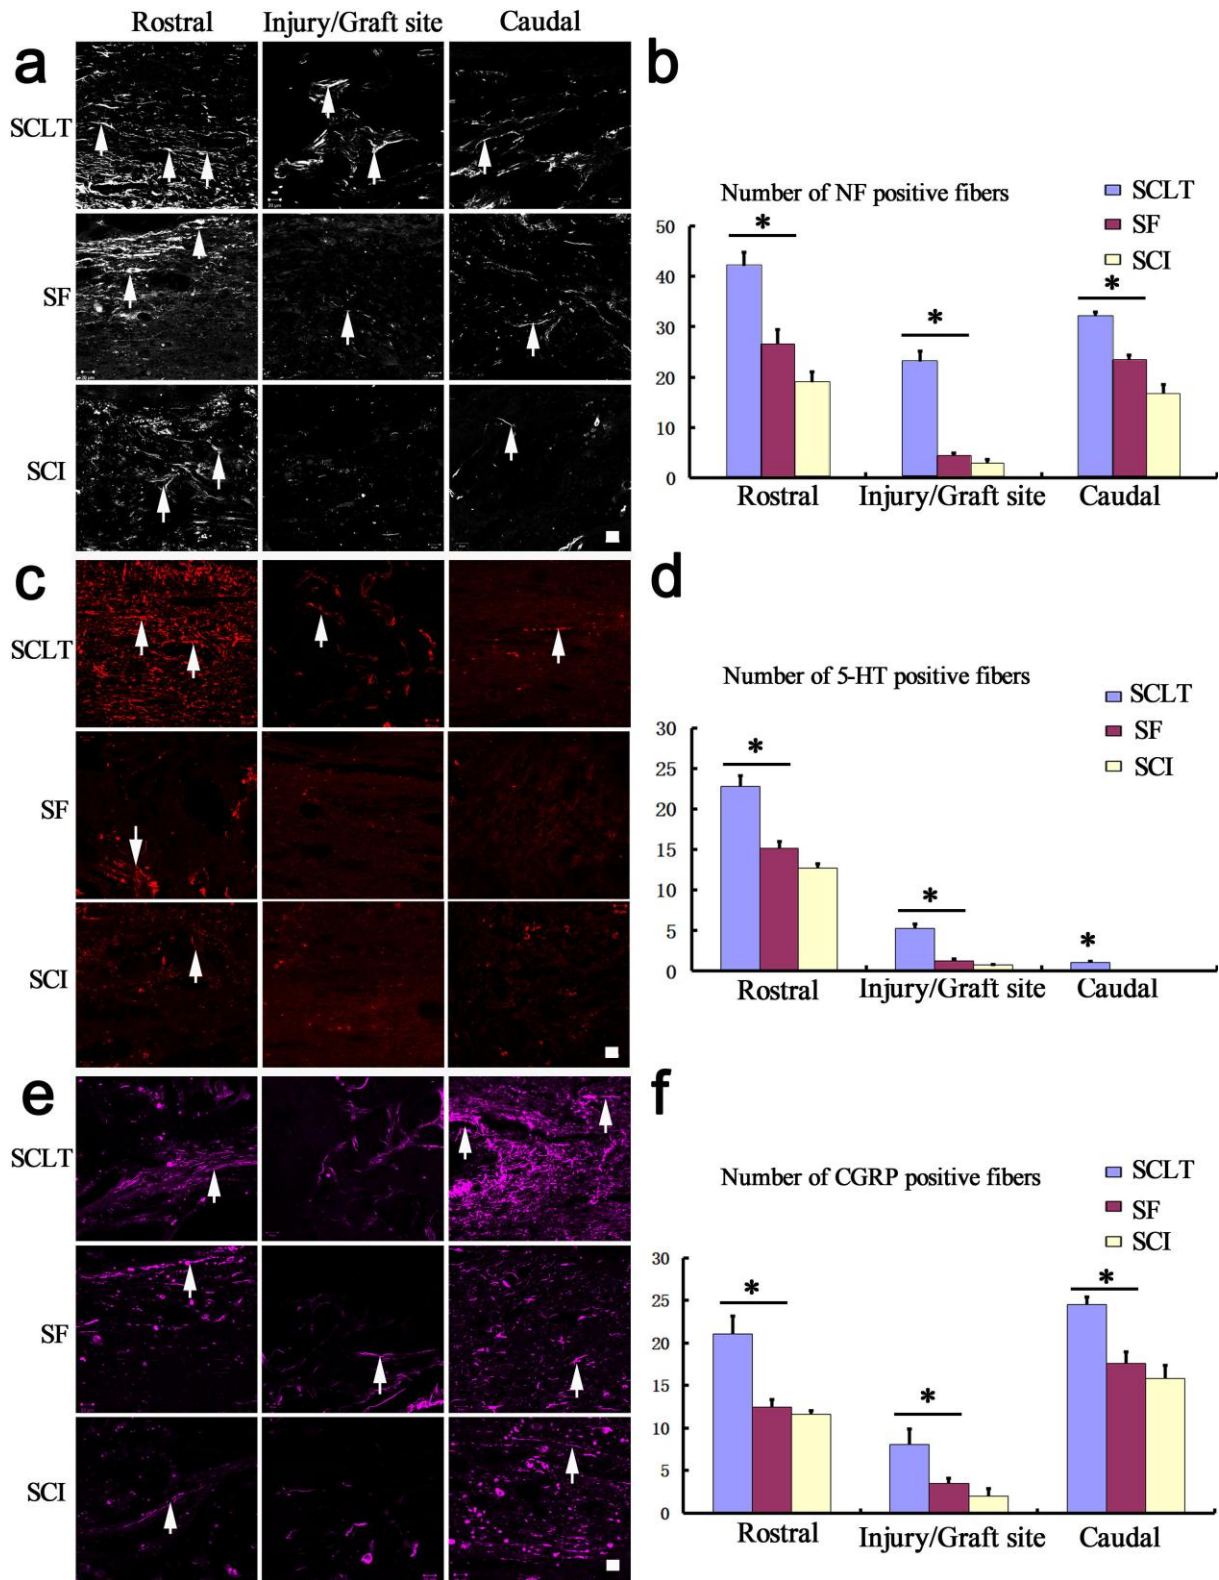 Rostral Injury/Graft site Caudal
a
SCLT
SF
SCI
b
Number of NF positive fibers
SCLT
SF
SCI
50
40
30
20
10
0
* * *
Rostral Injury/Graft site Caudal
c
SCLT
SF
SCI
d
Number of 5-HT positive fibers
SCLT
SF
SCI
30
25
20
15
10
5
0
* * *
Rostral Injury/Graft site Caudal
e
SCLT
SF
SCI
f
Number of CGRP positive fibers
SCLT
SF
SCI
30
25
20
15
10
5
0
* * *
Rostral Injury/Graft site Caudal